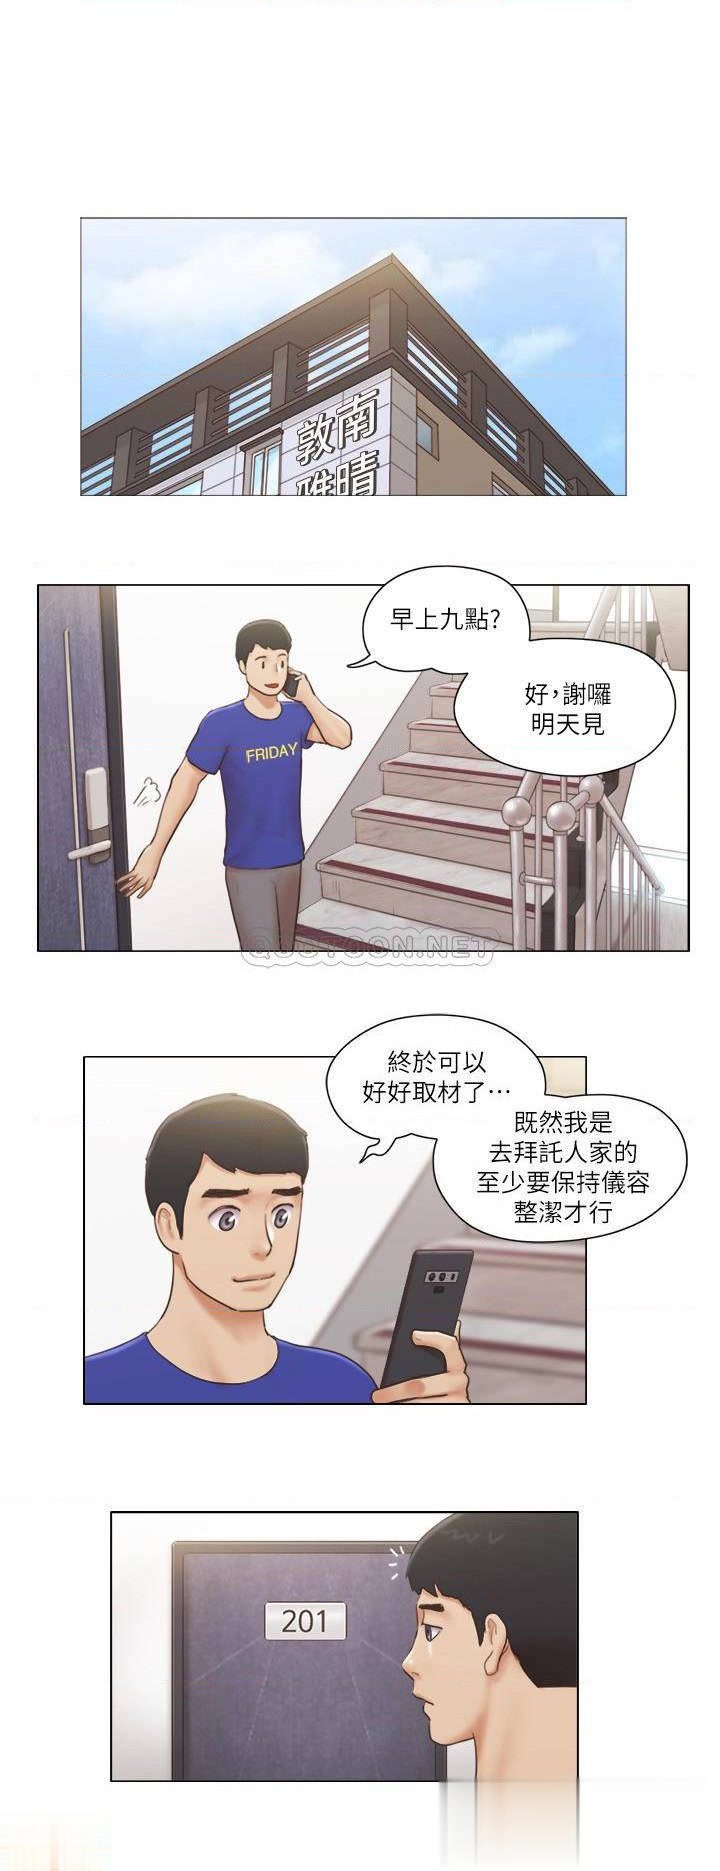 敦南
雅晴
早上九點?
好,謝囉
明天見
FRIDAY
終於可以
好好取材了…
既然我是
去拜託人家的
至少要保持儀容
整潔才行
201